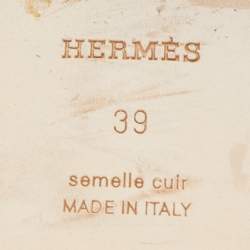 HERMÈS
39
semelle cuir
MADE IN ITALY